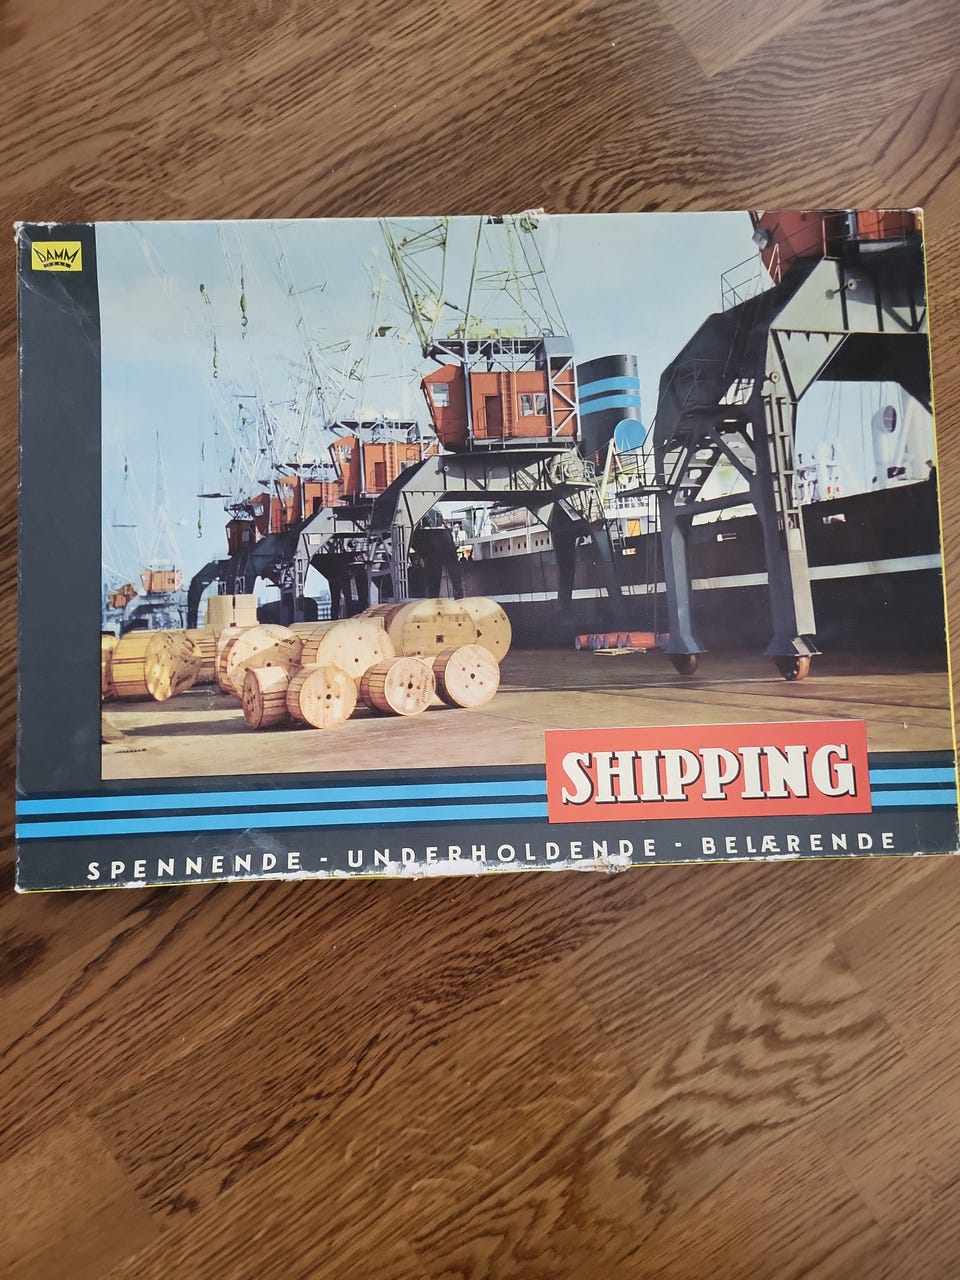 DAMM
SHIPPING
SPENNENDE - UNDERHOLDENDE - BELÆRENDE